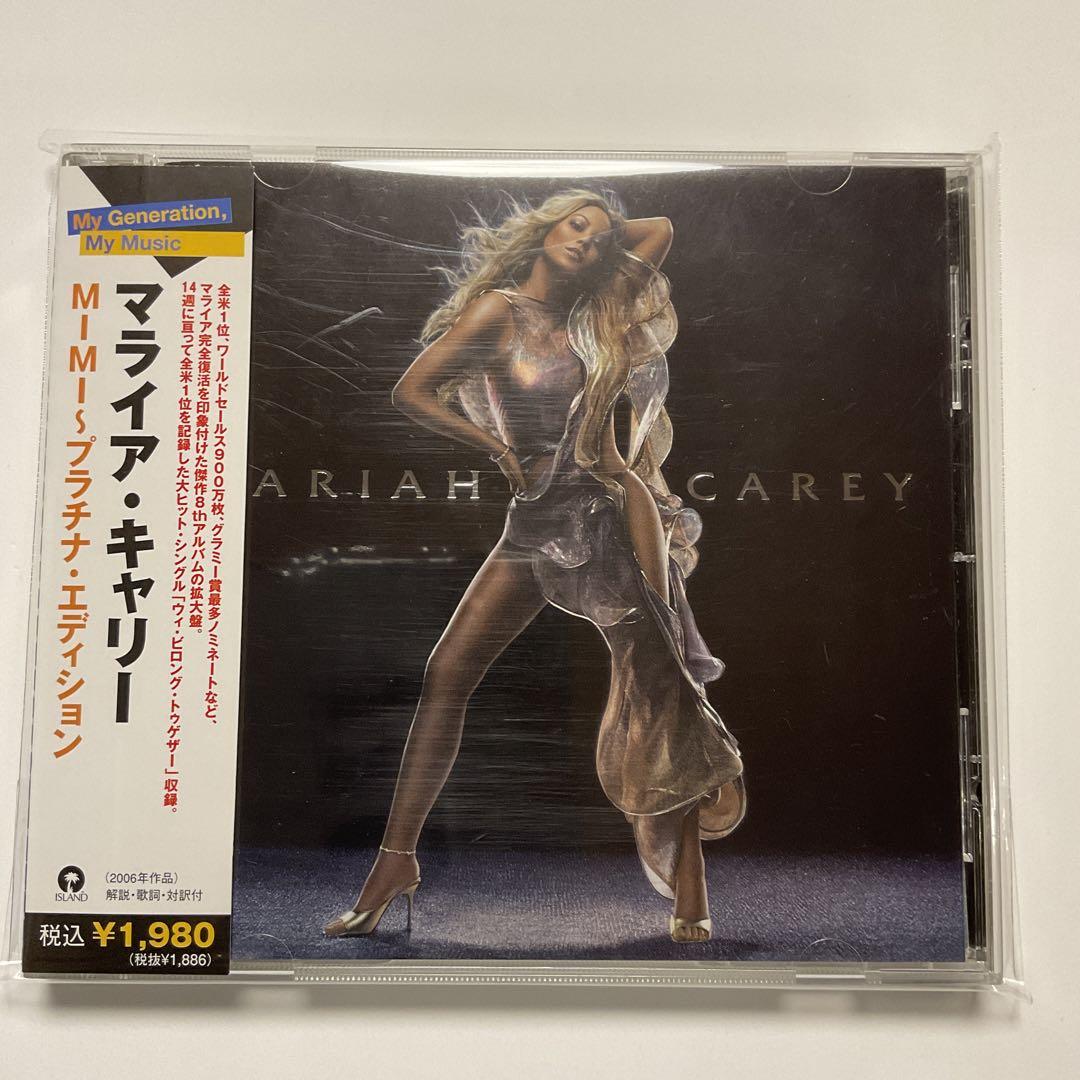 My Generation,
My Music
全米1位、ワールドセールス900万枚、グラミー賞最多ノミネートなど、
マライア完全復活を印象付けた傑作8thアルバムの拡大盤。
14週に亘って全米1位を記録した大ヒット・シングル「ウィ・ビロング・トゥゲザー」収録。
マライア・キャリー
MIMI～プラチナ・エディション
ARIAH CAREY
ISLAND
(2006年作品)
解説・歌詞・対訳付
税込 ¥1,980
(税抜¥1,886)